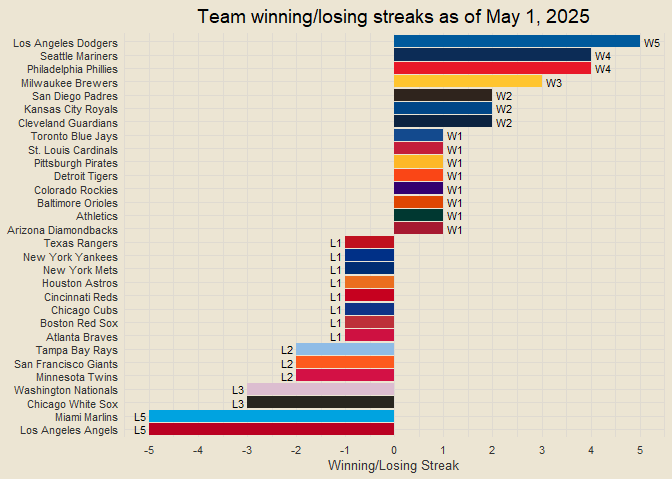 Team winning/losing streaks as of May 1, 2025
Los Angeles Dodgers W5
Seattle Mariners W4
Philadelphia Phillies W4
Milwaukee Brewers W3
San Diego Padres W2
Kansas City Royals W2
Cleveland Guardians W2
Toronto Blue Jays W1
St. Louis Cardinals W1
Pittsburgh Pirates W1
Detroit Tigers W1
Colorado Rockies W1
Baltimore Orioles W1
Athletics W1
Arizona Diamondbacks W1
Texas Rangers L1
New York Yankees L1
New York Mets L1
Houston Astros L1
Cincinnati Reds L1
Chicago Cubs L1
Boston Red Sox L1
Atlanta Braves L1
Tampa Bay Rays L2
San Francisco Giants L2
Minnesota Twins L2
Washington Nationals L3
Chicago White Sox L3
Miami Marlins L5
Los Angeles Angels L5
-5 -4 -3 -2 -1 0 1 2 3 4 5
Winning/Losing Streak